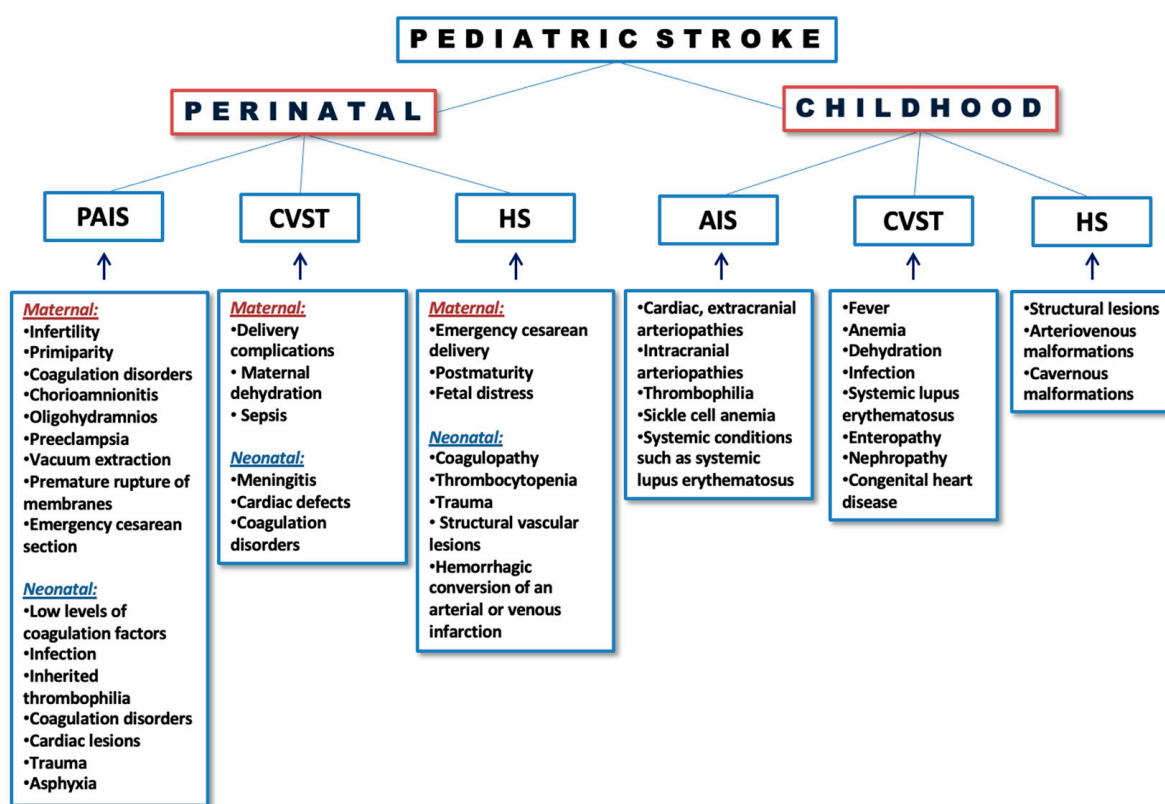 PEDIATRIC STROKE
PERINATAL
CHILDHOOD
PAIS
CVST
HS
AIS
CVST
HS
Maternal:
•Infertility
•Primiparity
•Coagulation disorders
•Chorioamnionitis
•Oligohydramnios
•Preeclampsia
•Vacuum extraction
•Premature rupture of
membranes
•Emergency cesarean
section
Neonatal:
•Low levels of
coagulation factors
•Infection
•Inherited
thrombophilia
•Coagulation disorders
•Cardiac lesions
•Trauma
•Asphyxia
Maternal:
•Delivery
complications
• Maternal
dehydration
• Sepsis
Neonatal:
•Meningitis
•Cardiac defects
•Coagulation
disorders
Maternal:
•Emergency cesarean
delivery
•Postmaturity
•Fetal distress
Neonatal:
•Coagulopathy
•Thrombocytopenia
•Trauma
• Structural vascular
lesions
•Hemorrhagic
conversion of an
arterial or venous
infarction
•Cardiac, extracranial
arteriopathies
•Intracranial
arteriopathies
•Thrombophilia
•Sickle cell anemia
•Systemic conditions
such as systemic
lupus erythematosus
•Fever
•Anemia
•Dehydration
•Infection
•Systemic lupus
erythematosus
•Enteropathy
•Nephropathy
•Congenital heart
disease
•Structural lesions
•Arteriovenous
malformations
•Cavernous
malformations